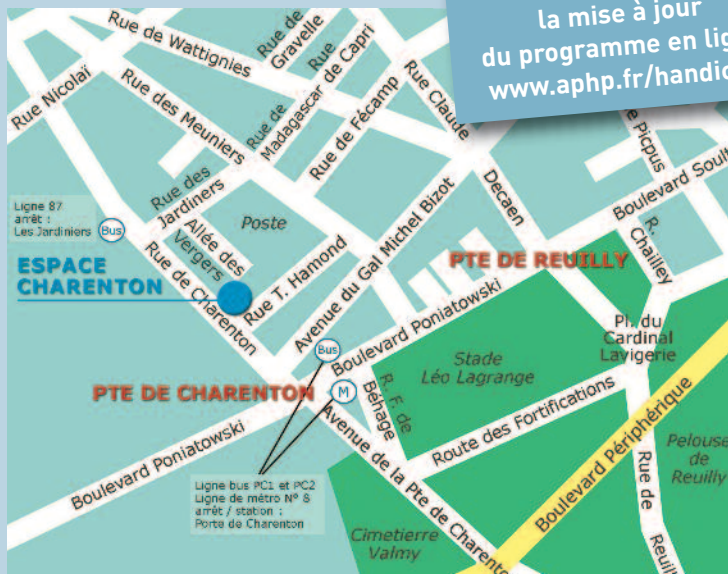 la mise à jour
du programme en lig
www.aphp.fr/handic
Rue de Wattignies
Rue de
Gravelle
Rue
de Capri
Rue Nicolaï
Rue des Meuniers
Rue de
Madagascar
Rue de Fécamp
Rue Claude
Decaen
e Picpus
Boulevard Soult
R.
Chailley
Rue des
Jardiniers
Allée des
Vergers
Poste
Ligne 87
arrêt :
Les Jardiniers
Bus
ESPACE
CHARENTON
Rue de Charenton
Rue T. Hamond
Avenue du Gal Michel Bizot
PTE DE REUILLY
Boulevard Poniatowski
Bus
Pl. du
Cardinal
Lavigerie
Stade
Léo Lagrange
PTE DE CHARENTON
M
R. F. de
Béhage
Route des Fortifications
Boulevard Périphérique
Pelouse
de
Reuilly
Boulevard Poniatowski
Avenue de la Pte de Charento
Rue de
Reuil
Ligne bus PC1 et PC2
Ligne de métro N° 8
arrêt / station :
Porte de Charenton
Cimetierre
Valmy